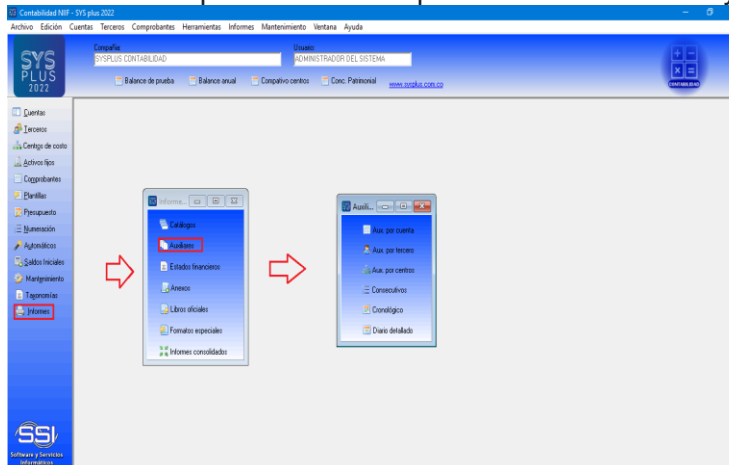 Contabilidad NIIF - SYS plus 2022
Archivo Edición Cuentas Terceros Comprobantes Herramientas Informes Mantenimiento Ventana Ayuda
SYS
PLUS
2022
Compañía:
SYSPLUS CONTABILIDAD
Usuario:
ADMINISTRADOR DEL SISTEMA
Balance de prueba
Balance anual
Compativo centros
Conc. Patrimonial
www.sysplus.com.co
CONTABILIDAD
Cuentas
Terceros
Centros de costo
Activos fijos
Comprobantes
Plantillas
Presupuesto
Numeración
Automáticos
Saldos Iniciales
Mantenimiento
Taxonomías
Informes
Informe...
Catálogos
Auxiliares
Estados financieros
Anexos
Libros oficiales
Formatos especiales
Informes consolidados
Auxili...
Aux. por cuenta
Aux. por tercero
Aux. por centros
Consecutivos
Cronológico
Diario detallado
SSI
Software y Servicios
Informáticos